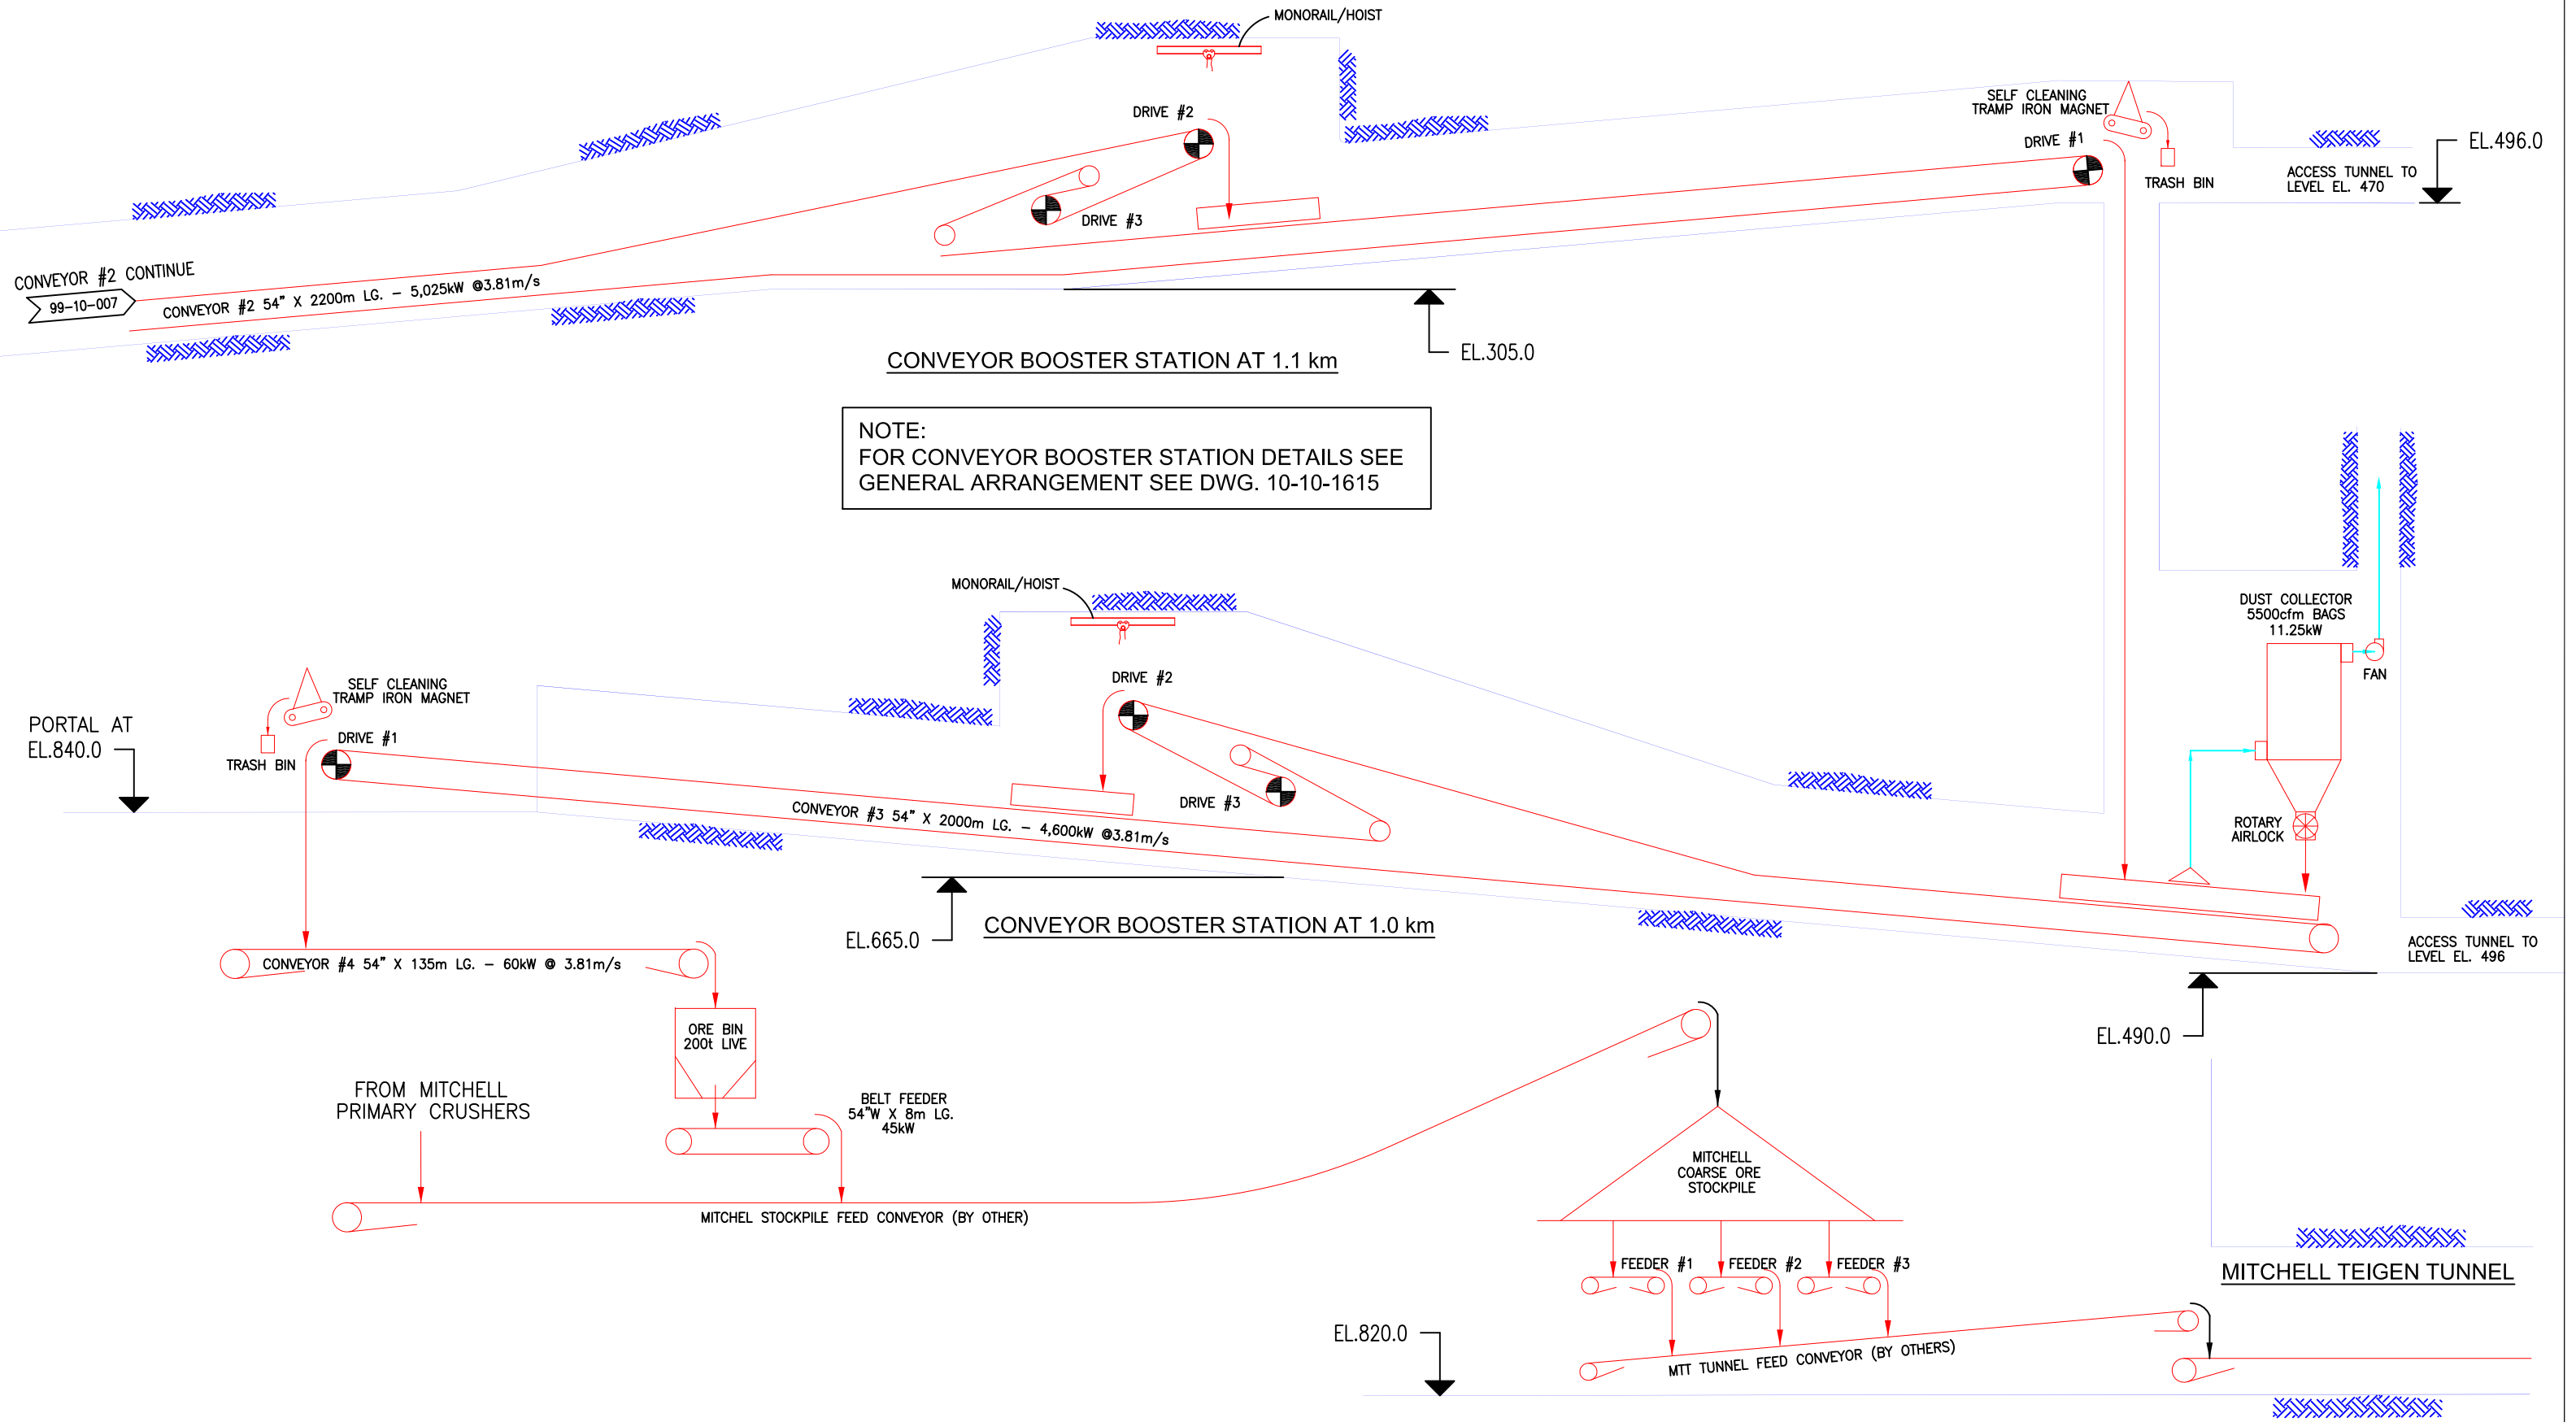 MONORAIL/HOIST
DRIVE #2
SELF CLEANING
TRAMP IRON MAGNET
DRIVE #1
TRASH BIN
EL.496.0
ACCESS TUNNEL TO
LEVEL EL. 470
DRIVE #3
CONVEYOR #2 CONTINUE
99-10-007
CONVEYOR #2 54" X 2200m LG. - 5,025kW @3.81m/s
CONVEYOR BOOSTER STATION AT 1.1 km
EL.305.0
NOTE:
FOR CONVEYOR BOOSTER STATION DETAILS SEE
GENERAL ARRANGEMENT SEE DWG. 10-10-1615
MONORAIL/HOIST
DUST COLLECTOR
5500cfm BAGS
11.25kW
FAN
SELF CLEANING
TRAMP IRON MAGNET
DRIVE #2
PORTAL AT
EL.840.0
DRIVE #1
TRASH BIN
DRIVE #3
CONVEYOR #3 54" X 2000m LG. - 4,600kW @3.81m/s
ROTARY
AIRLOCK
EL.665.0
CONVEYOR BOOSTER STATION AT 1.0 km
ACCESS TUNNEL TO
LEVEL EL. 496
CONVEYOR #4 54" X 135m LG. - 60kW @ 3.81m/s
EL.490.0
ORE BIN
200t LIVE
FROM MITCHELL
PRIMARY CRUSHERS
BELT FEEDER
54"W X 8m LG.
45kW
MITCHELL
COARSE ORE
STOCKPILE
MITCHEL STOCKPILE FEED CONVEYOR (BY OTHER)
FEEDER #1
FEEDER #2
FEEDER #3
MITCHELL TEIGEN TUNNEL
EL.820.0
MTT TUNNEL FEED CONVEYOR (BY OTHERS)